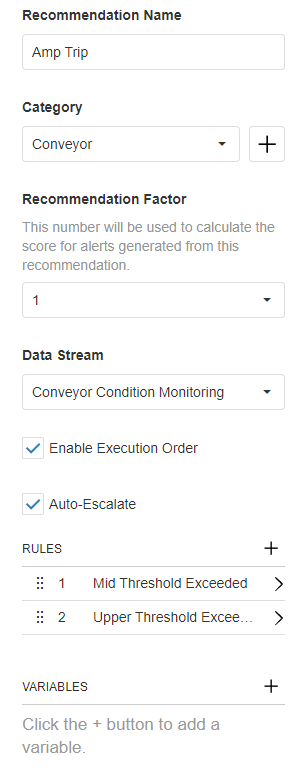 Recommendation Name
Amp Trip
Category
Conveyor
Recommendation Factor
This number will be used to calculate the
score for alerts generated from this
recommendation.
1
Data Stream
Conveyor Condition Monitoring
Enable Execution Order
Auto-Escalate
RULES
1 Mid Threshold Exceeded
2 Upper Threshold Excee...
VARIABLES
Click the + button to add a
variable.